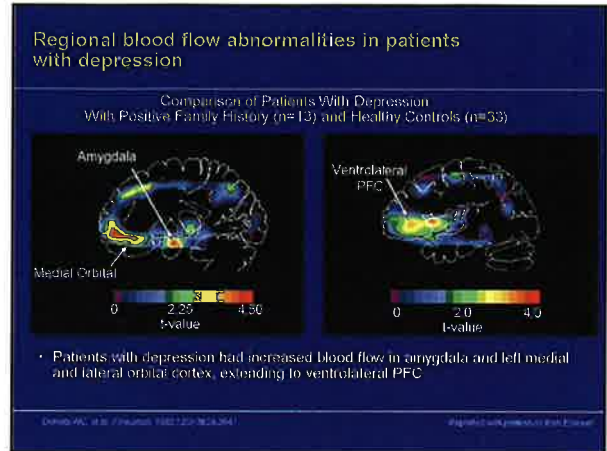 Regional blood flow abnormalities in patients
with depression
Comparison of Patients With Depression
With Positive Family History (n=13) and Healthy Controls (n=33)
Amygdala
Medial Orbital
0 2.25 4.50
t-value
Ventrolateral
PFC
0 2.0 4.0
t-value
• Patients with depression had increased blood flow in amygdala and left medial
and lateral orbital cortex, extending to ventrolateral PFC